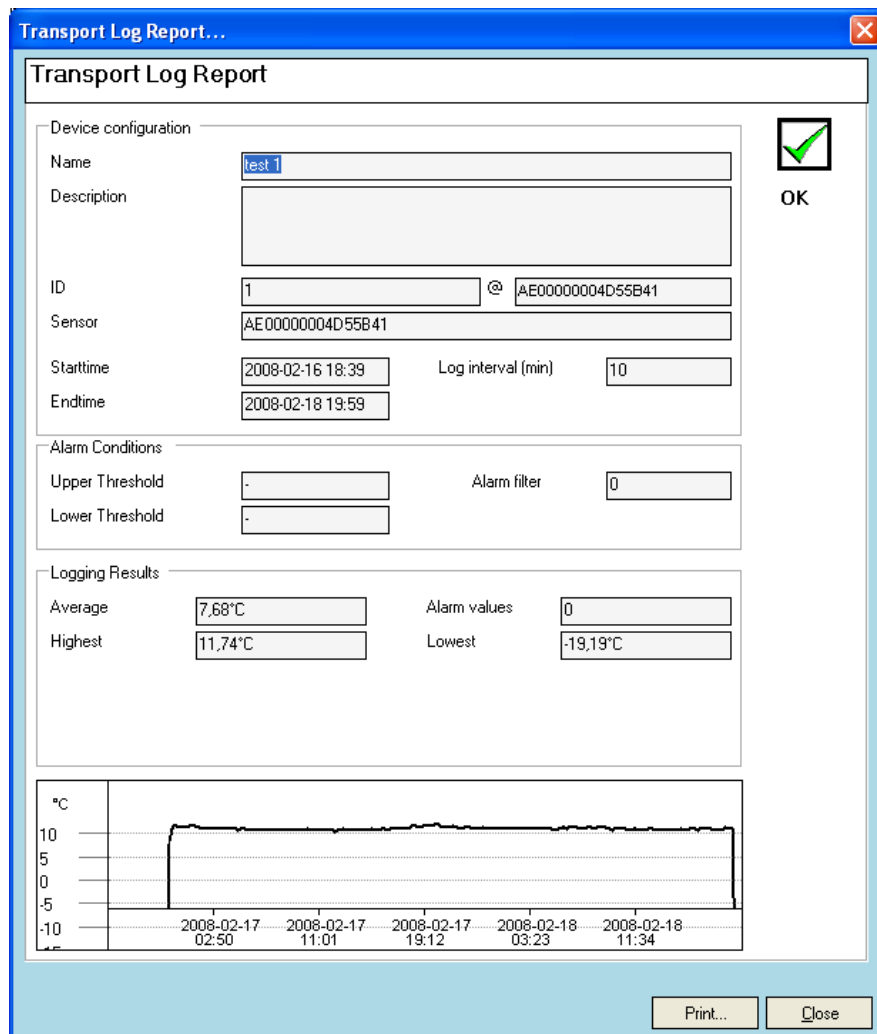 Transport Log Report...
Transport Log Report
Device configuration
Name test 1
Description
OK
ID 1 @ AE00000004D55B41
Sensor AE00000004D55B41
Starttime 2008-02-16 18:39 Log interval (min) 10
Endtime 2008-02-18 19:59
Alarm Conditions
Upper Threshold - Alarm filter 0
Lower Threshold -
Logging Results
Average 7,68°C Alarm values 0
Highest 11,74°C Lowest -19,19°C
°C
10
5
0
-5
-10
2008-02-17 2008-02-17 2008-02-17 2008-02-18 2008-02-18
02:50 11:01 19:12 03:23 11:34
Print... Close